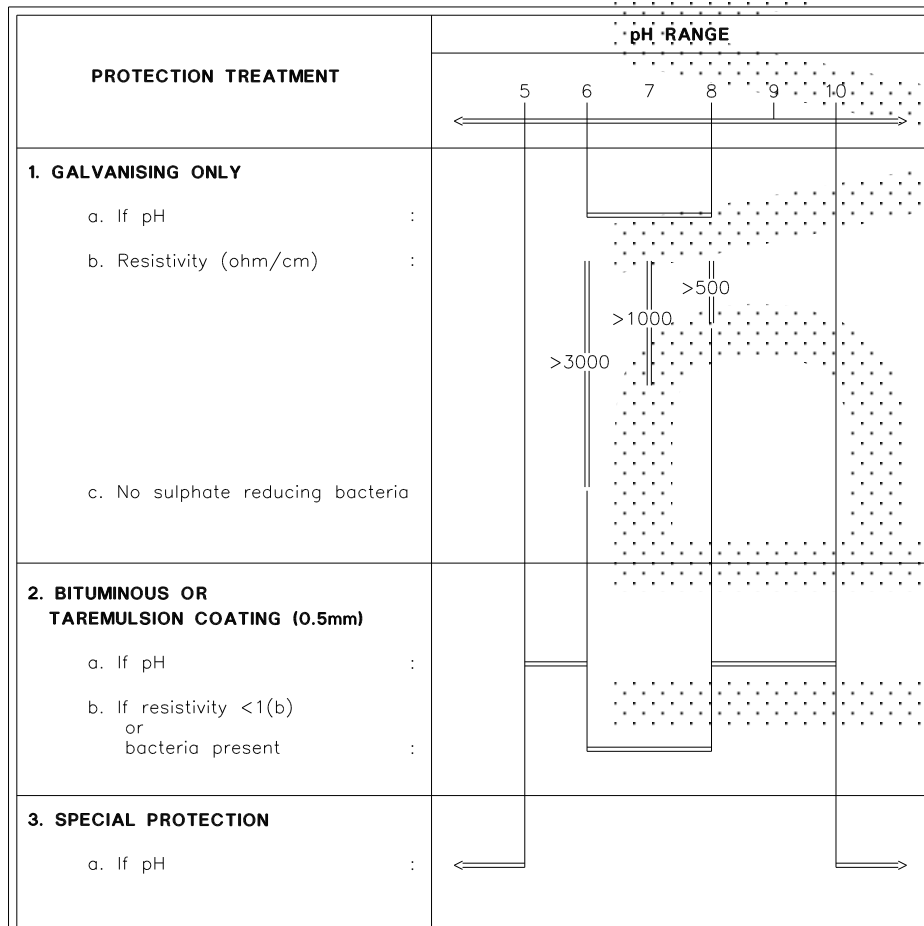 pH RANGE
PROTECTION TREATMENT
5 6 7 8 9 10
1. GALVANISING ONLY
a. If pH :
b. Resistivity (ohm/cm) :
>500
>1000
>3000
c. No sulphate reducing bacteria
2. BITUMINOUS OR
TAREMULSION COATING (0.5mm)
a. If pH :
b. If resistivity <1(b)
or
bacteria present :
3. SPECIAL PROTECTION
a. If pH :